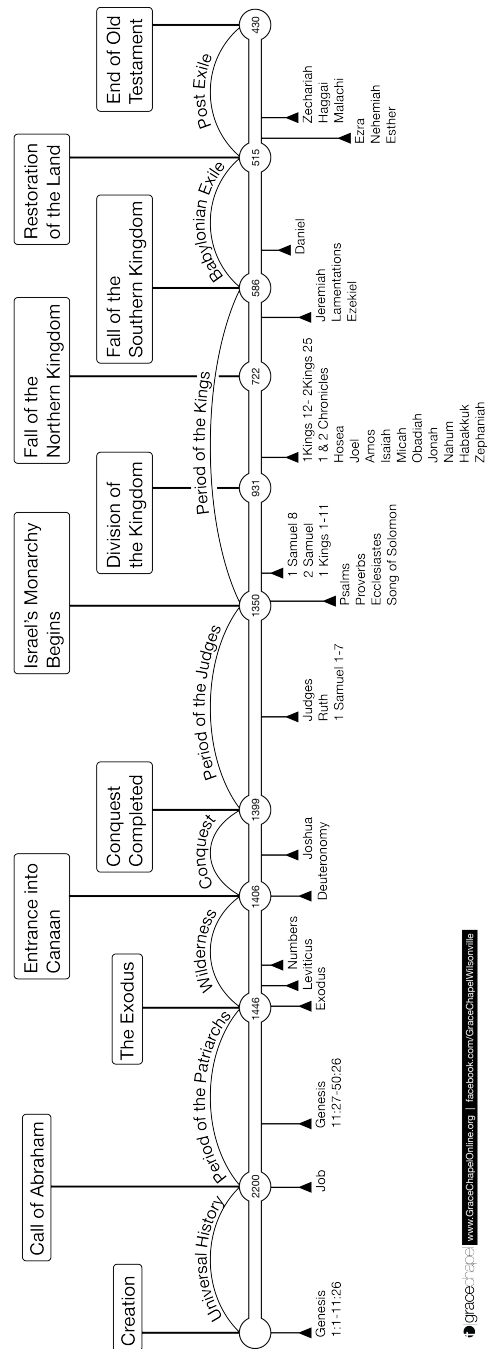 Creation
Call of Abraham
The Exodus
Entrance into
Canaan
Conquest
Completed
Israel's Monarchy
Begins
Division of
the Kingdom
Fall of the
Northern Kingdom
Fall of the
Southern Kingdom
Restoration
of the Land
End of Old
Testament
Universal History
Period of the Patriarchs
Wilderness
Conquest
Period of the Judges
Period of the Kings
Babylonian Exile
Post Exile
2200
1446
1406
1399
1350
931
722
586
515
430
Genesis
1:1-11:26
Job
Genesis
11:27-50:26
Exodus
Leviticus
Numbers
Deuteronomy
Joshua
Judges
Ruth
1 Samuel 1-7
Psalms
Proverbs
Ecclesiastes
Song of Solomon
1 Samuel 8
2 Samuel
1 Kings 1-11
1Kings 12- 2Kings 25
1 & 2 Chronicles
Hosea
Joel
Amos
Isaiah
Micah
Obadiah
Jonah
Nahum
Habakkuk
Zephaniah
Jeremiah
Lamentations
Ezekiel
Daniel
Ezra
Nehemiah
Esther
Zechariah
Haggai
Malachi
gracechapel
www.GraceChapelOnline.org | facebook.com/GraceChapelWilsonville